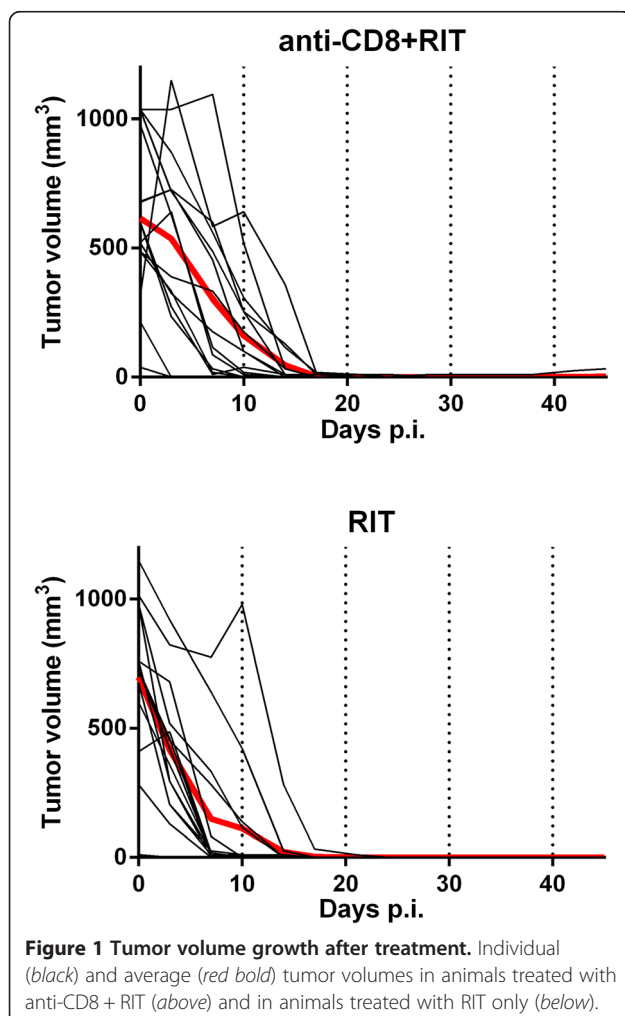 anti-CD8+RIT
Tumor volume (mm³)
1000
500
0
0 10 20 30 40
Days p.i.
RIT
Tumor volume (mm³)
1000
500
0
0 10 20 30 40
Days p.i.
Figure 1 Tumor volume growth after treatment. Individual
(black) and average (red bold) tumor volumes in animals treated with
anti-CD8 + RIT (above) and in animals treated with RIT only (below).